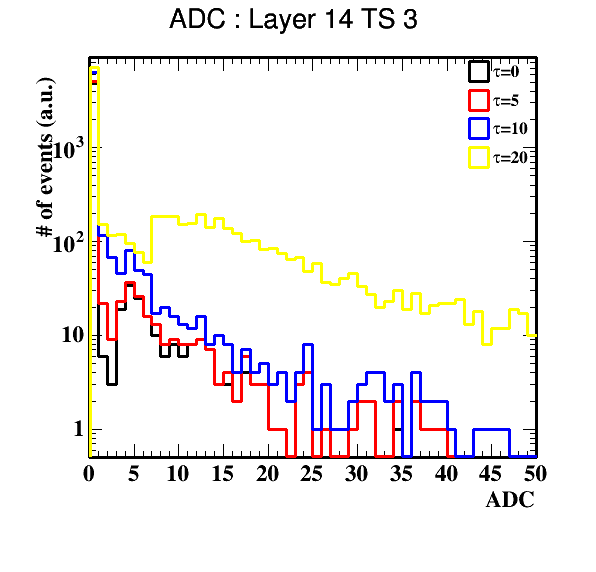 ADC : Layer 14 TS 3
# of events (a.u.)
τ=0
τ=5
τ=10
τ=20
10³
10²
10
1
0 5 10 15 20 25 30 35 40 45 50
ADC